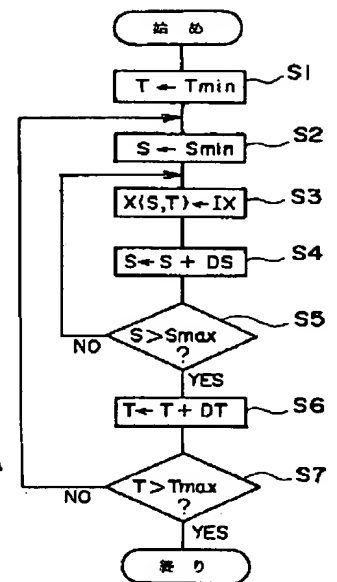 始め
T ← Tmin
S1
S ← Smin
S2
X(S,T) ← IX
S3
S ← S + DS
S4
S > Smax
?
S5
NO
YES
T ← T + DT
S6
T > Tmax
?
S7
NO
YES
終り